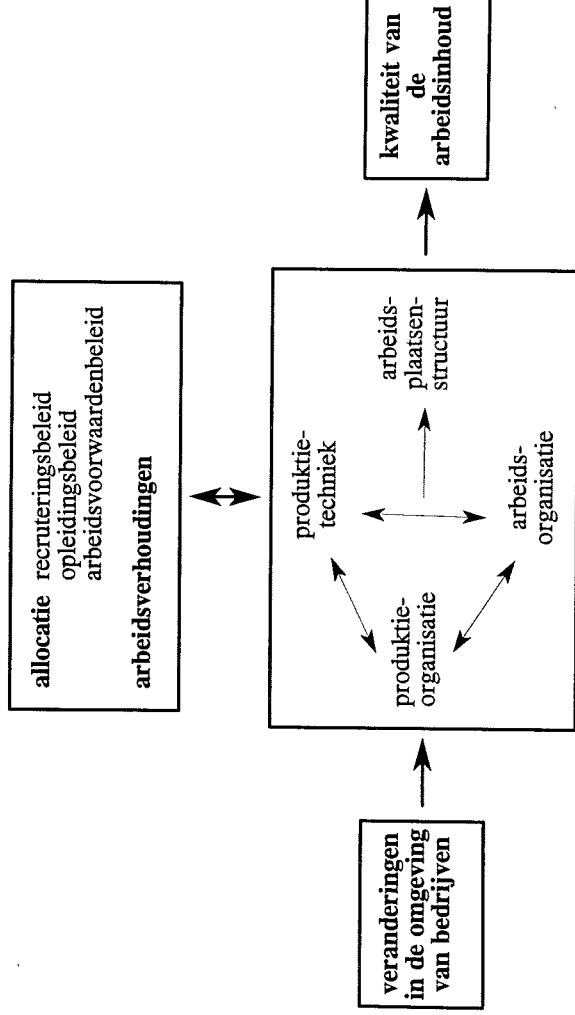 allocatie recruteringsbeleid
opleidingsbeleid
arbeidsvoorwaardenbeleid
arbeidsverhoudingen
veranderingen
in de omgeving
van bedrijven
produktie-
organisatie
produktie-
techniek
arbeids-
organisatie
arbeids-
plaatsen-
structuur
kwaliteit van
de
arbeidsinhoud